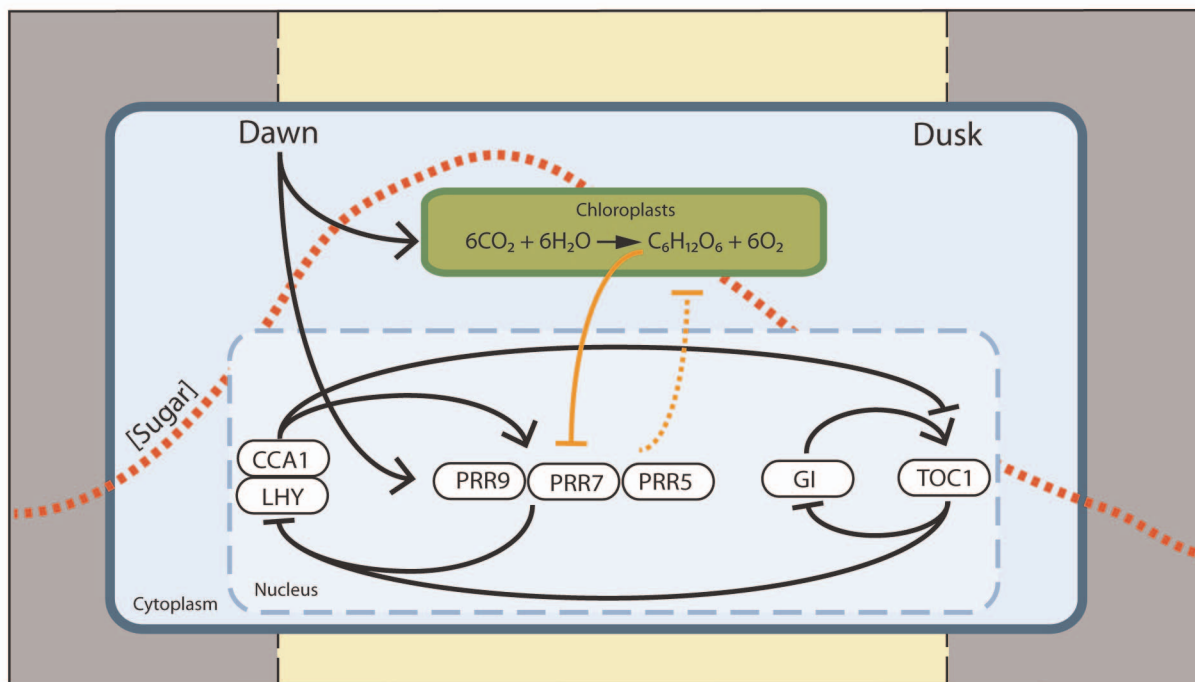 Dawn
Dusk
Chloroplasts
6CO₂ + 6H₂O → C₆H₁₂O₆ + 6O₂
[Sugar]
CCA1
LHY
PRR9
PRR7
PRR5
GI
TOC1
Nucleus
Cytoplasm